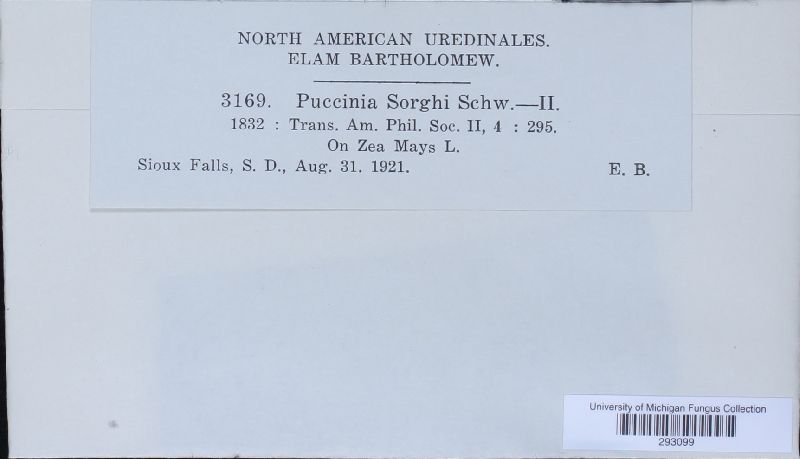 NORTH AMERICAN UREDINALES.
ELAM BARTHOLOMEW.
3169. Puccinia Sorghi Schw.—II.
1832 : Trans. Am. Phil. Soc. II, 4 : 295.
On Zea Mays L.
Sioux Falls, S. D., Aug. 31. 1921. E. B.
University of Michigan Fungus Collection
293099